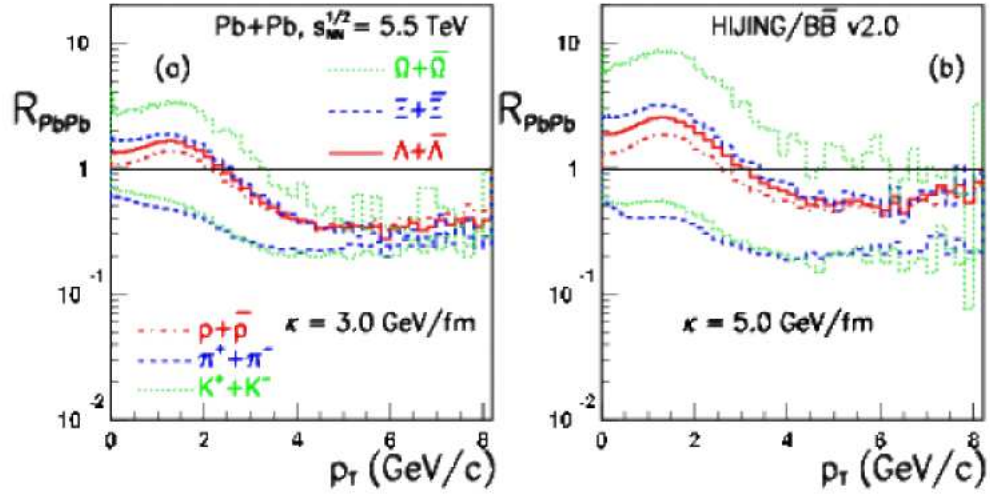 Pb+Pb, s_NN^1/2 = 5.5 TeV
(a)
Ω+Ω̅
Ξ+Ξ̅
Λ+Λ̅
R_PbPb
10
1
10^-1
10^-2
κ = 3.0 GeV/fm
p+p̅
π^+ + π^-
K^+ + K^-
0 2 4 6 8
p_T (GeV/c)
HIJING/BB̅ v2.0
(b)
R_PbPb
10
1
10^-1
10^-2
κ = 5.0 GeV/fm
0 2 4 6 8
p_T (GeV/c)